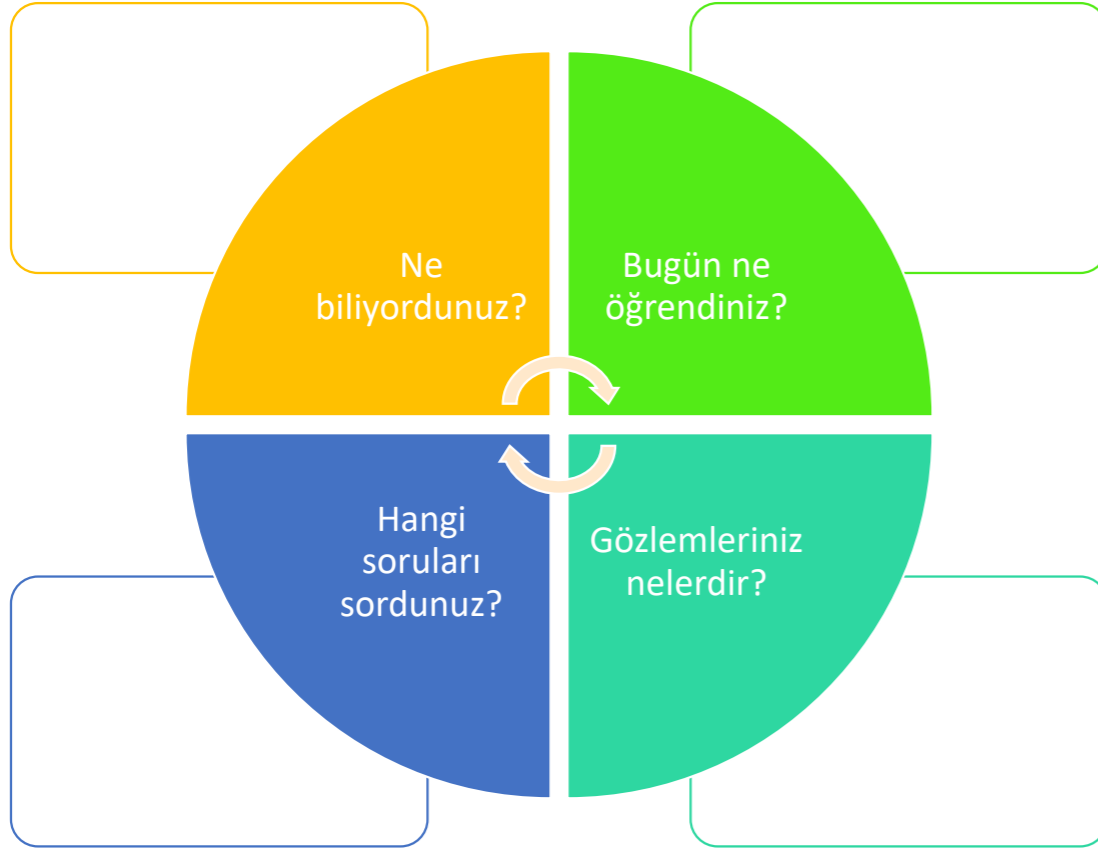 Ne
biliyordunuz?
Bugün ne
öğrendiniz?
Hangi
soruları
sordunuz?
Gözlemleriniz
nelerdir?